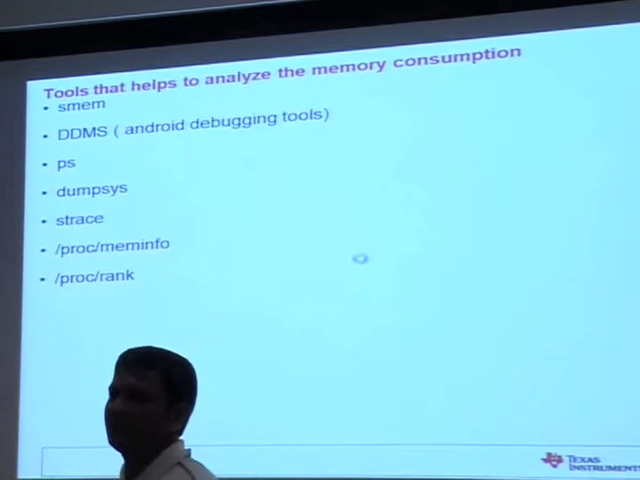 Tools that helps to analyze the memory consumption
• smem
• DDMS ( android debugging tools)
• ps
• dumpsys
• strace
• /proc/meminfo
• /proc/rank
TEXAS
INSTRUMENTS